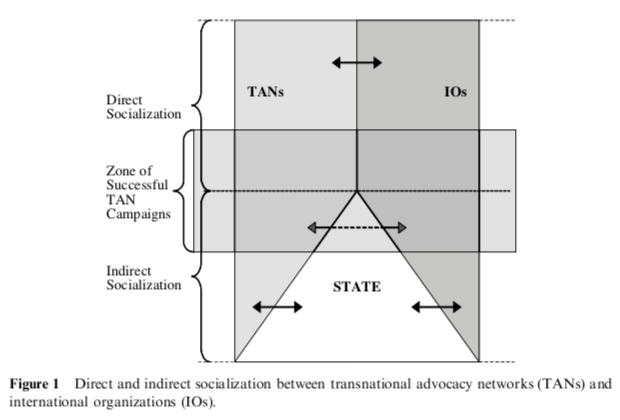 TANs
IOs
Direct
Socialization
Zone of
Successful
TAN
Campaigns
Indirect
Socialization
STATE
Figure 1 Direct and indirect socialization between transnational advocacy networks (TANs) and
international organizations (IOs).